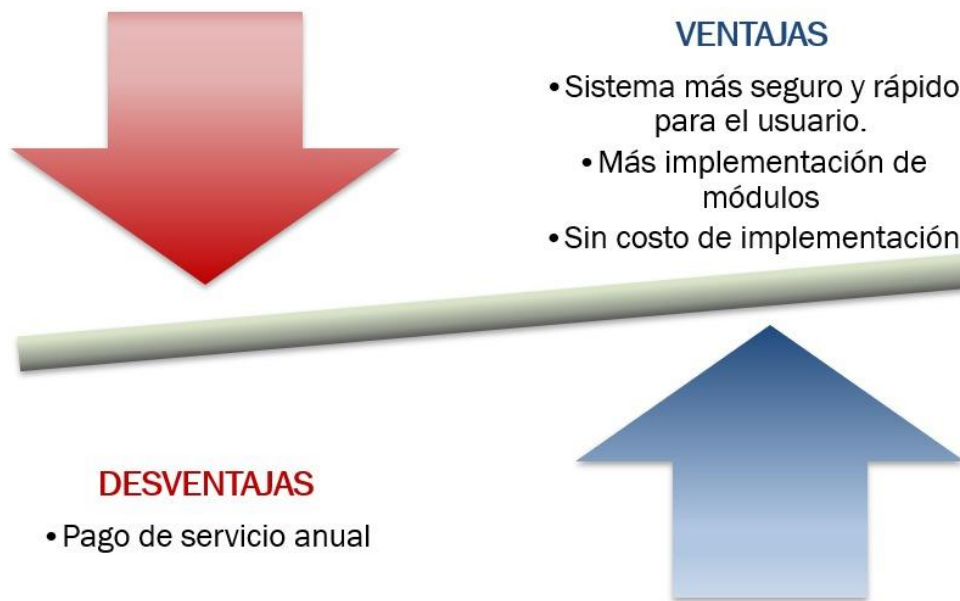 VENTAJAS
•Sistema más seguro y rápido
para el usuario.
•Más implementación de
módulos
•Sin costo de implementación
DESVENTAJAS
•Pago de servicio anual